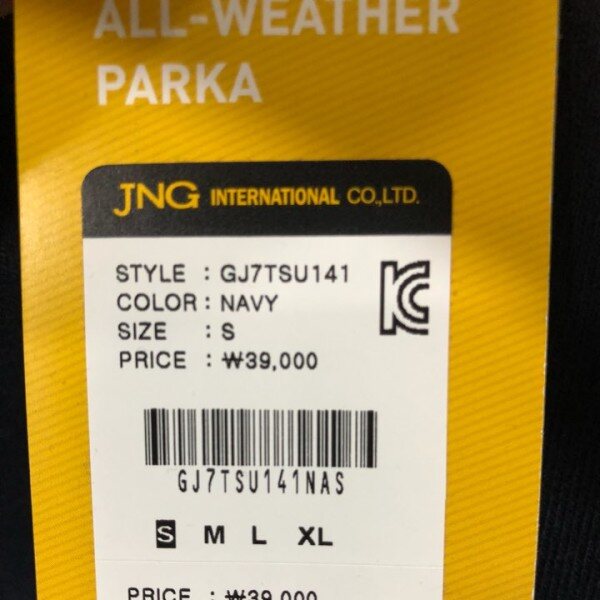 ALL-WEATHER
PARKA
JNG INTERNATIONAL CO.,LTD.
STYLE : GJ7TSU141
COLOR : NAVY
SIZE : S
PRICE : ₩39,000
GJ7TSU141NAS
S M L XL
PRICE : ₩39,000